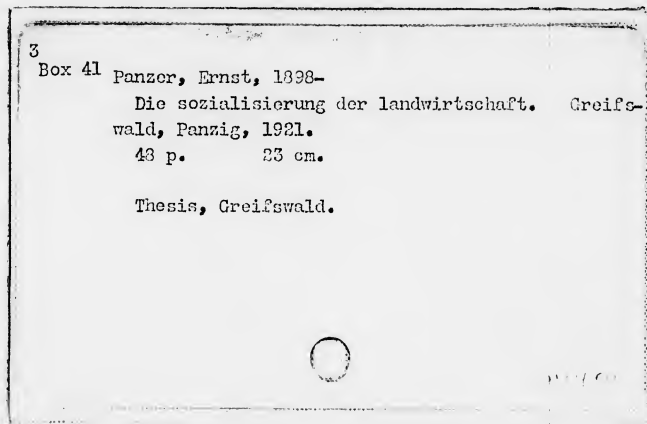 3
Box 41 Panzer, Ernst, 1898-
Die sozialisierung der landwirtschaft. Greifs-
wald, Panzig, 1921.
48 p. 23 cm.
Thesis, Greifswald.